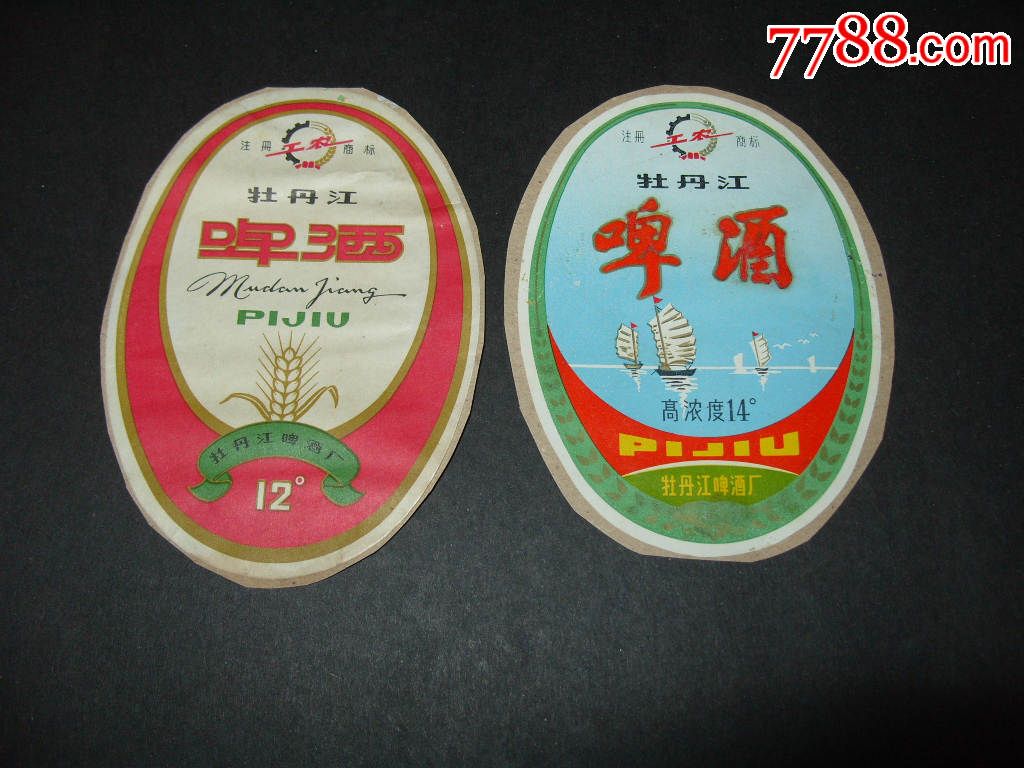 7788.com
注册 工农 商标
牡丹江
啤酒
Mudan Jiang
PIJIU
牡丹江啤酒厂
12°
注册 工农 商标
牡丹江
啤酒
高浓度14°
PIJIU
牡丹江啤酒厂